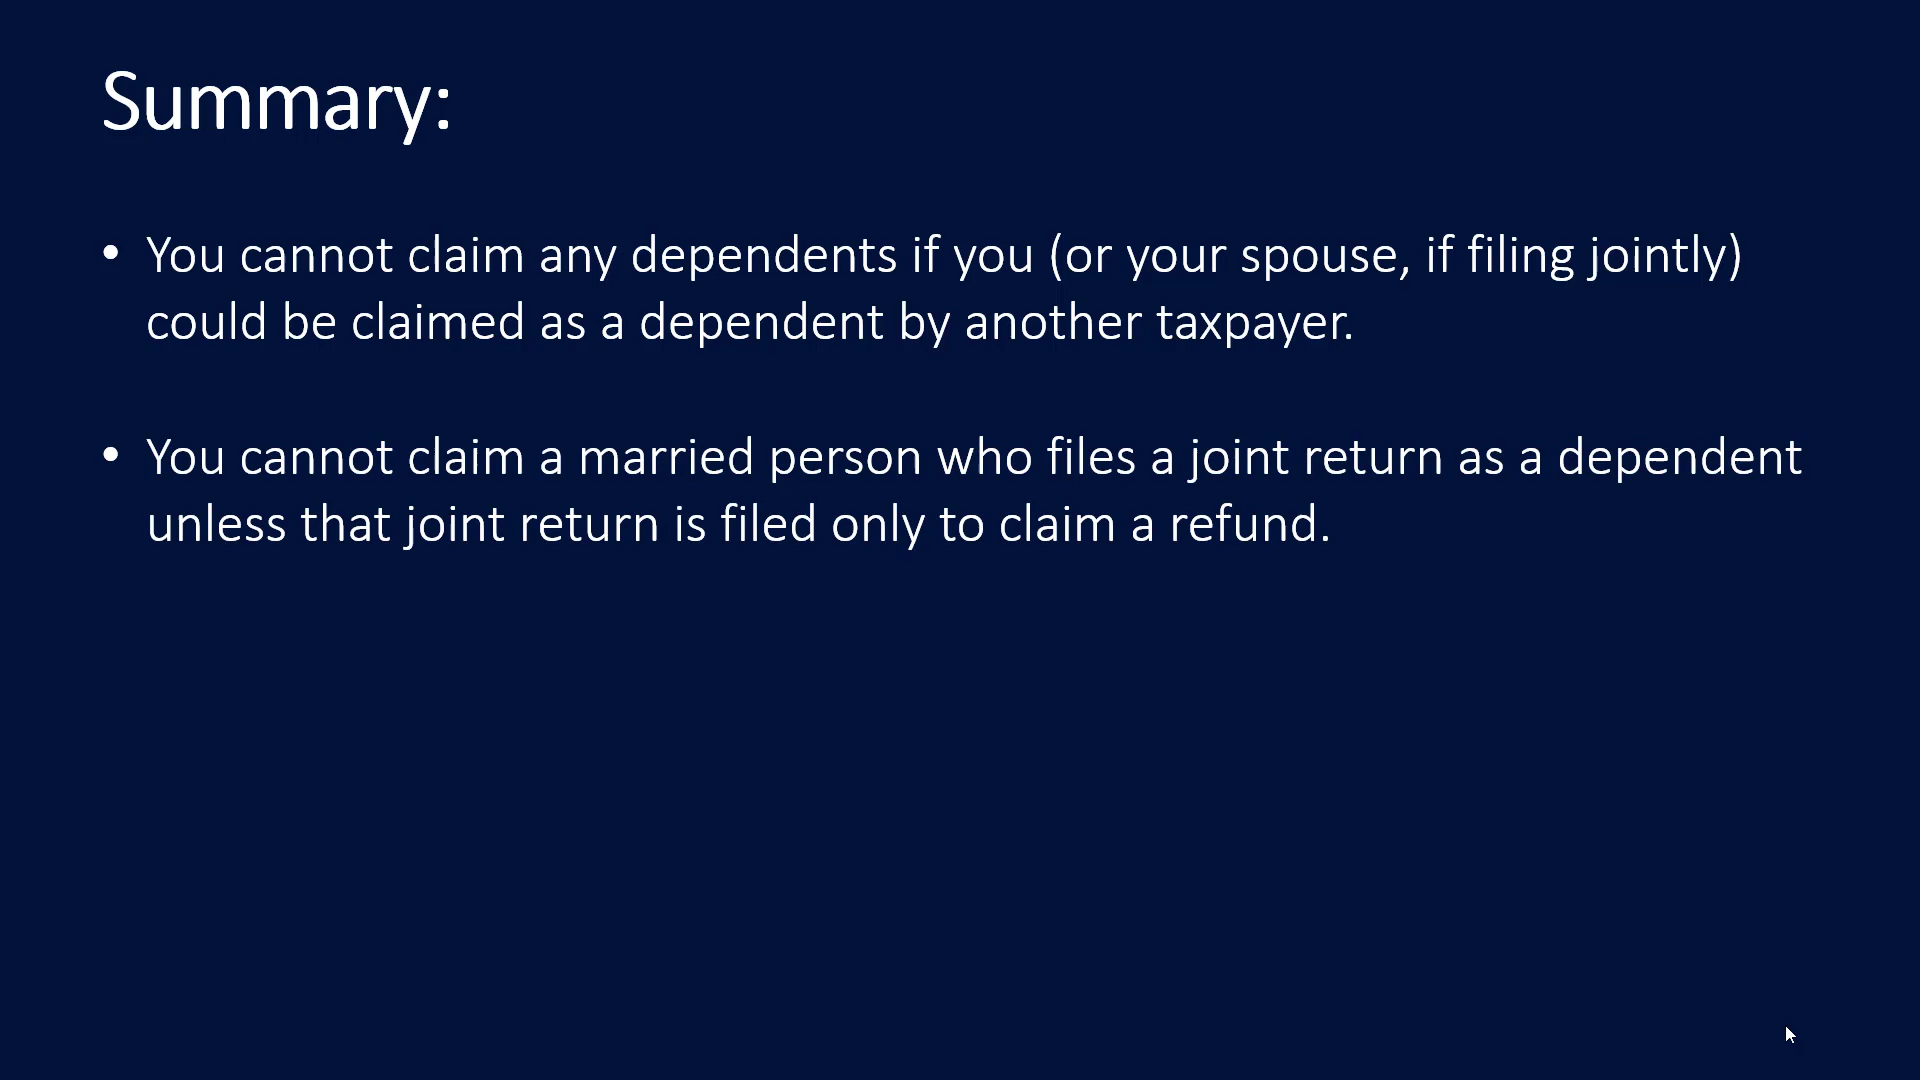 Summary:
• You cannot claim any dependents if you (or your spouse, if filing jointly)
could be claimed as a dependent by another taxpayer.
• You cannot claim a married person who files a joint return as a dependent
unless that joint return is filed only to claim a refund.